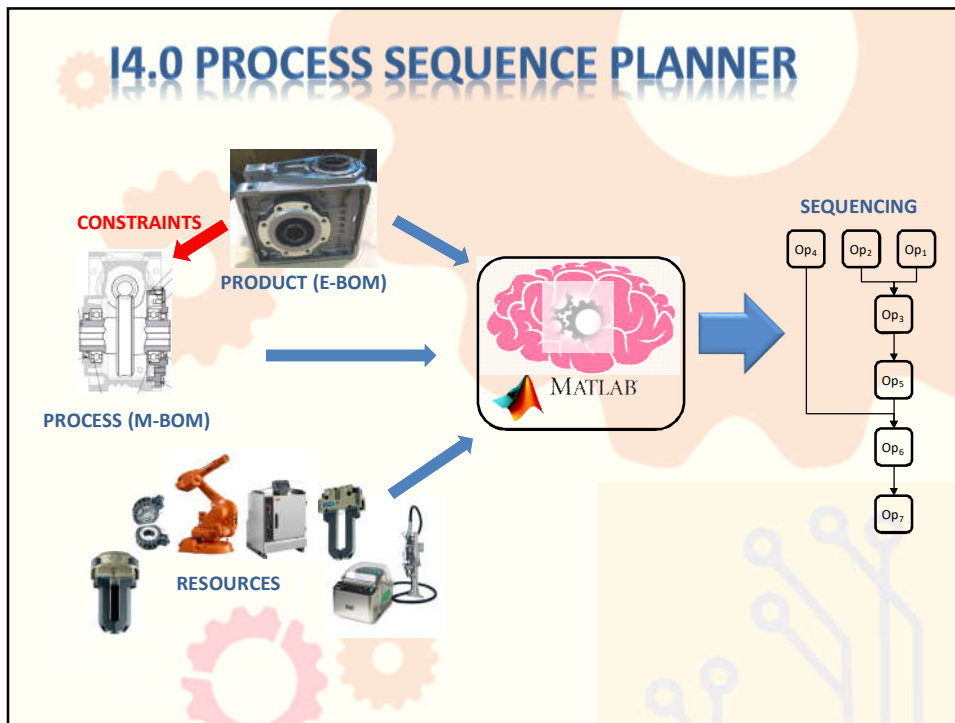 I4.0 PROCESS SEQUENCE PLANNER
CONSTRAINTS
PRODUCT (E-BOM)
PROCESS (M-BOM)
MATLAB
RESOURCES
SEQUENCING
Op4 Op2 Op1
Op3
Op5
Op6
Op7